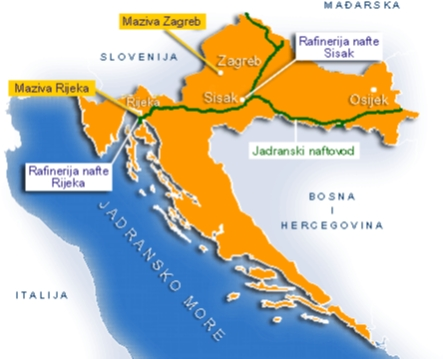 MAĐARSKA
Maziva Zagreb
Rafinerija nafte
Sisak
SLOVENIJA
Zagreb
Maziva Rijeka
Rijeka
Sisak
Osijek
Jadranski naftovod
Rafinerija nafte
Rijeka
BOSNA
I
HERCEGOVINA
JADRANSKO MORE
ITALIJA